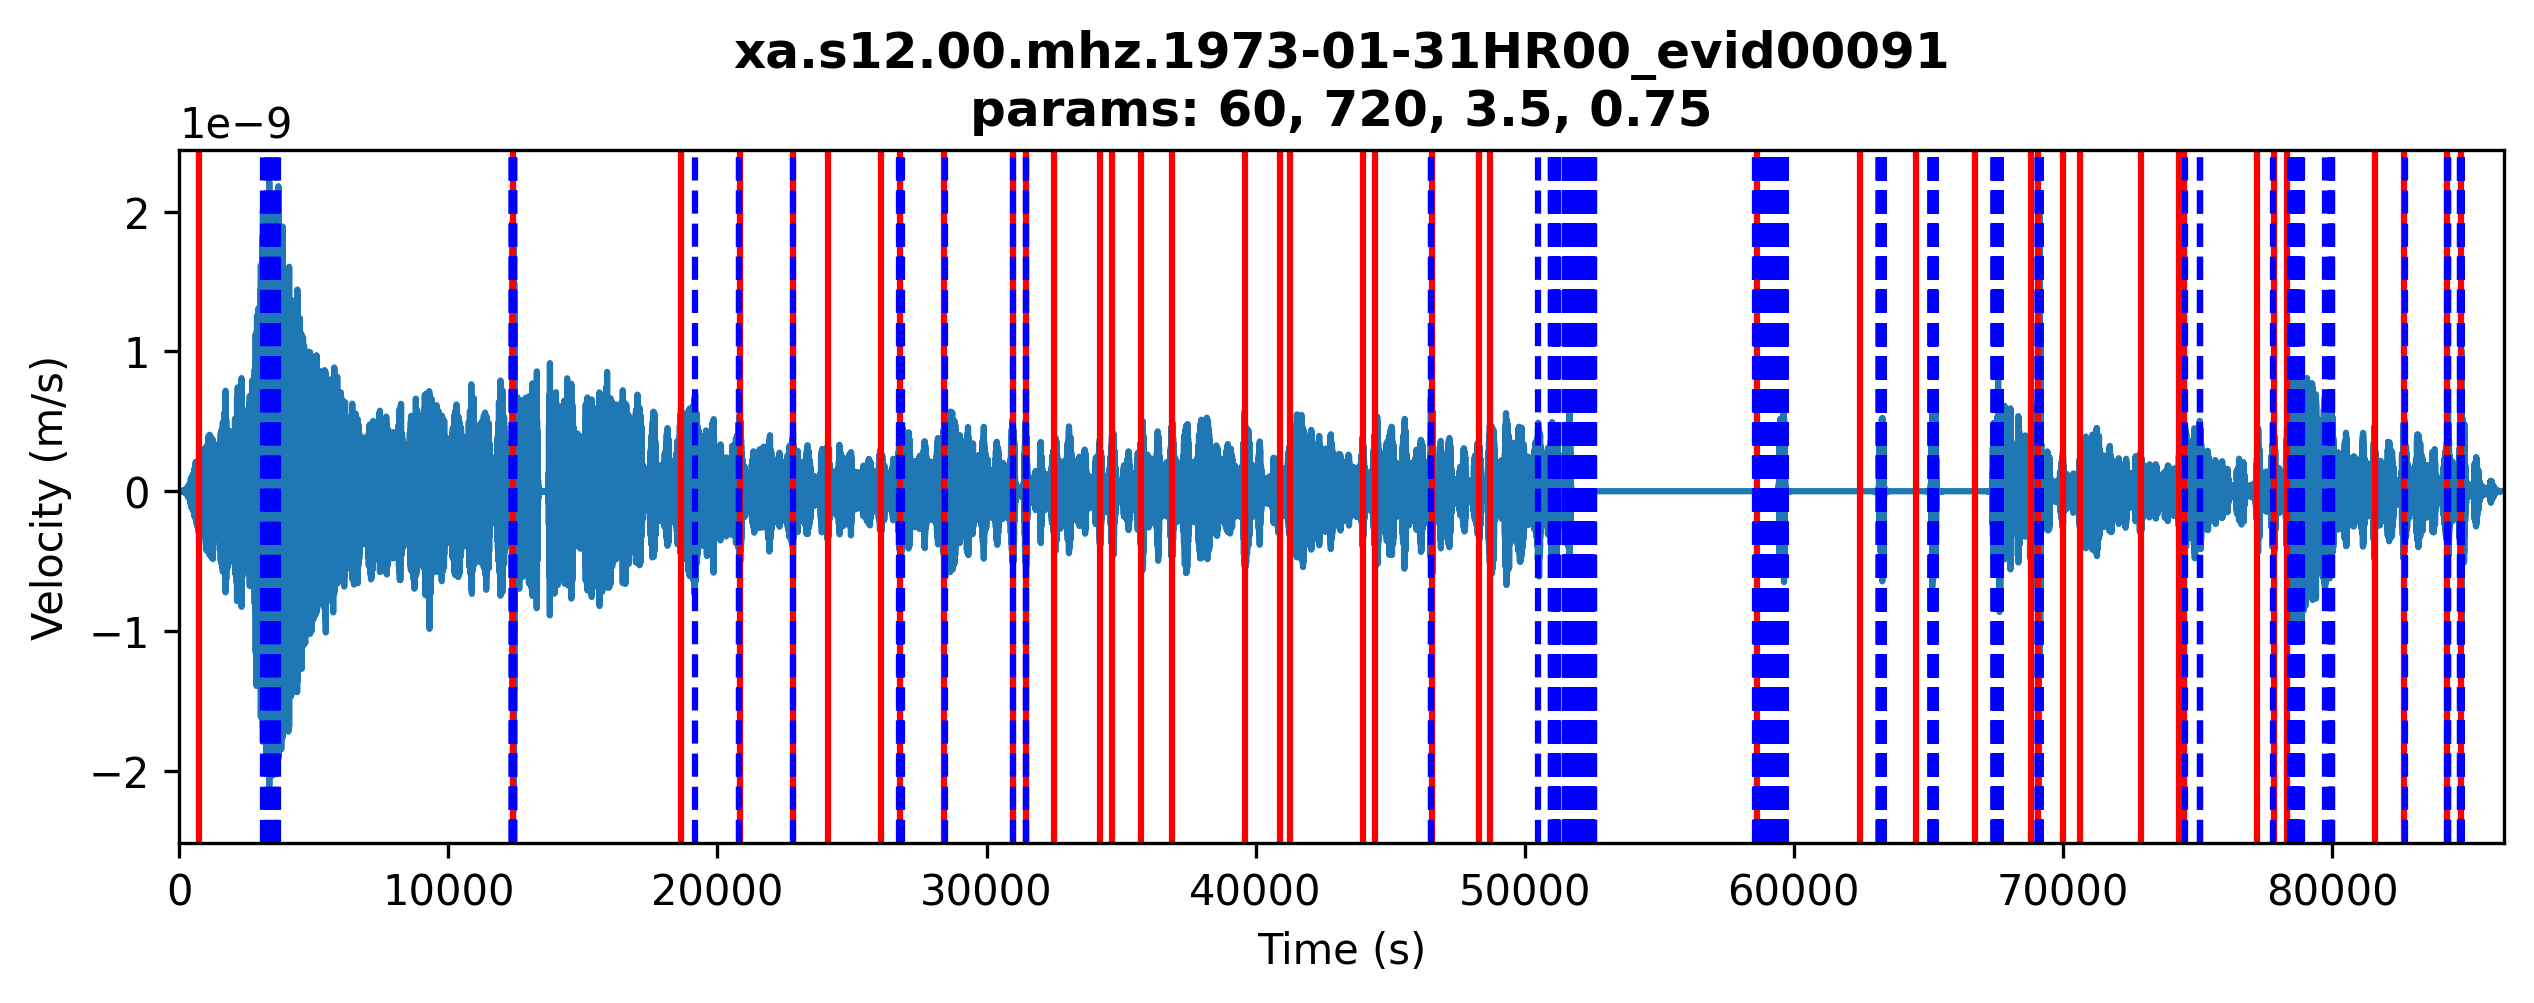 xa.s12.00.mhz.1973-01-31HR00_evid00091
params: 60, 720, 3.5, 0.75
1e−9
2
1
0
−1
−2
Velocity (m/s)
0 10000 20000 30000 40000 50000 60000 70000 80000
Time (s)